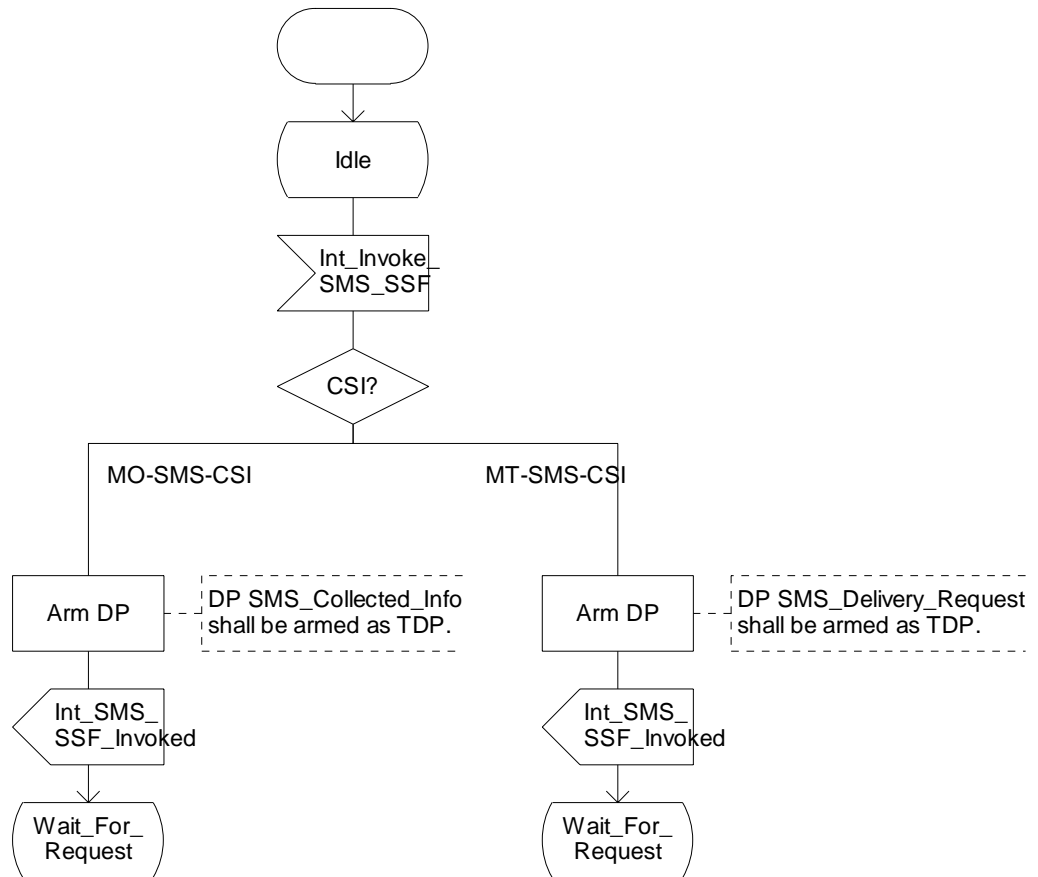 Idle
Int_Invoke_
SMS_SSF
CSI?
MO-SMS-CSI
MT-SMS-CSI
Arm DP
DP SMS_Collected_Info
shall be armed as TDP.
Arm DP
DP SMS_Delivery_Request
shall be armed as TDP.
Int_SMS_
SSF_Invoked
Int_SMS_
SSF_Invoked
Wait_For_
Request
Wait_For_
Request